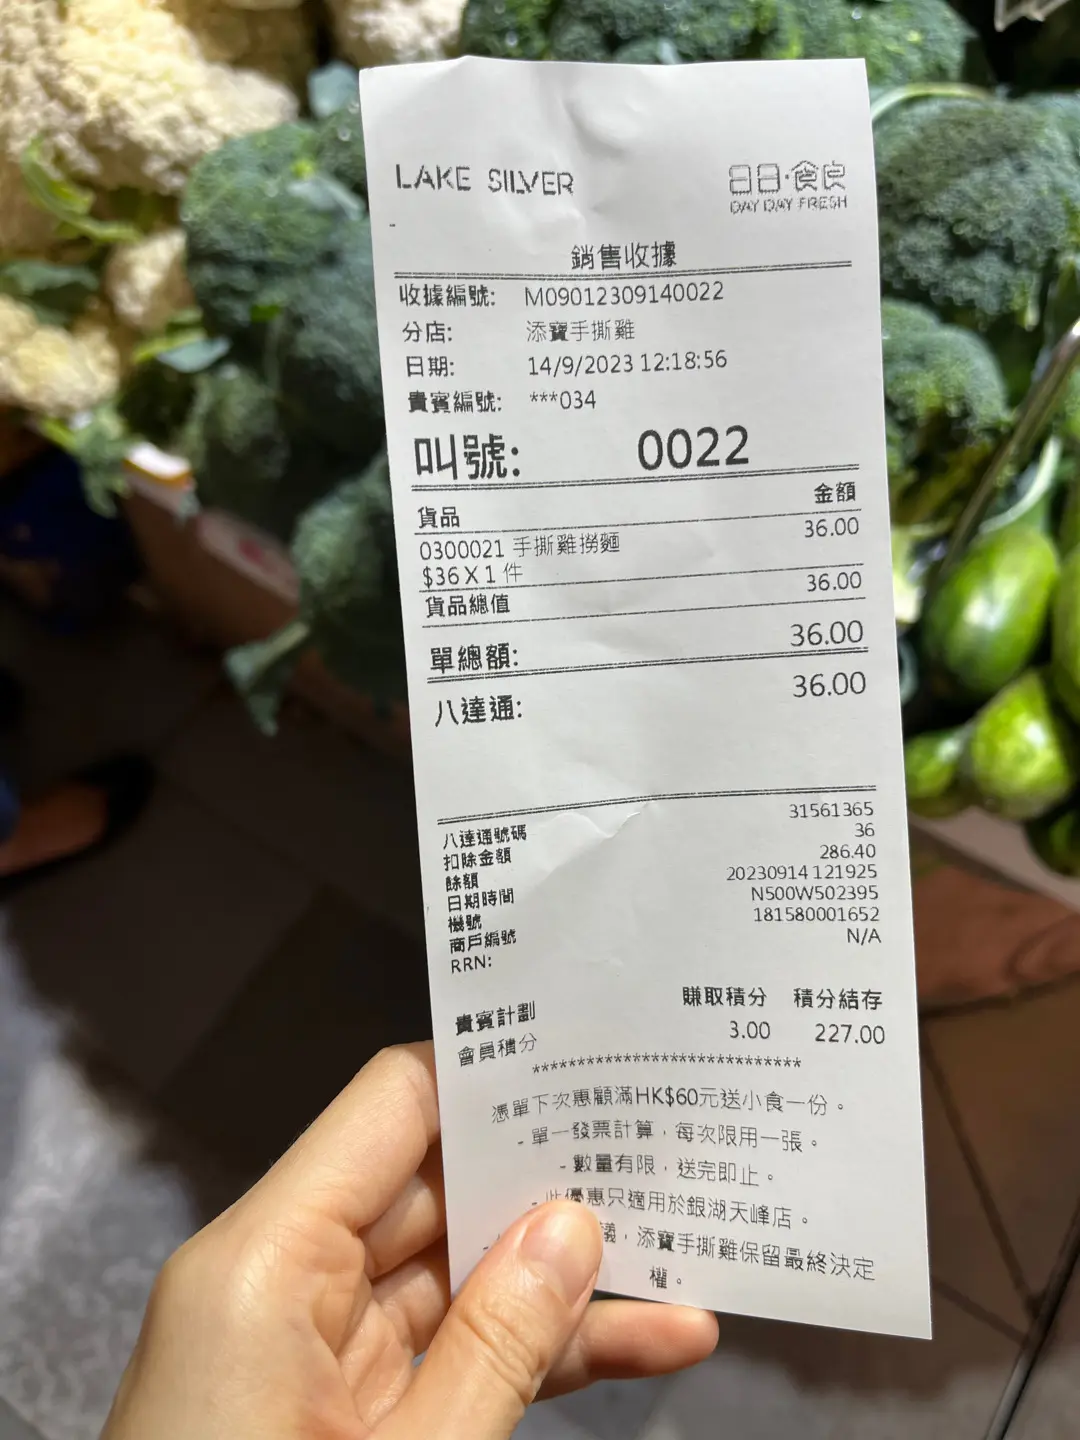 LAKE SILVER
日日·食良
DAY DAY FRESH
-
銷售收據
收據編號: M09012309140022
分店: 添寶手撕雞
日期: 14/9/2023 12:18:56
貴賓編號: ***034
叫號: 0022
貨品 金額
0300021 手撕雞撈麵 36.00
$36 X 1 件
貨品總值 36.00
單總額: 36.00
八達通: 36.00
八達通號碼 31561365
扣除金額 36
餘額 286.40
日期時間 20230914 121925
機號 N500W502395
商戶編號 181580001652
RRN: N/A
貴賓計劃 賺取積分 積分結存
會員積分 3.00 227.00
****************************
憑單下次惠顧滿HK$60元送小食一份。
- 單一發票計算，每次限用一張。
- 數量有限，送完即止。
- 此優惠只適用於銀湖天峰店。
議，添寶手撕雞保留最終決定
權。